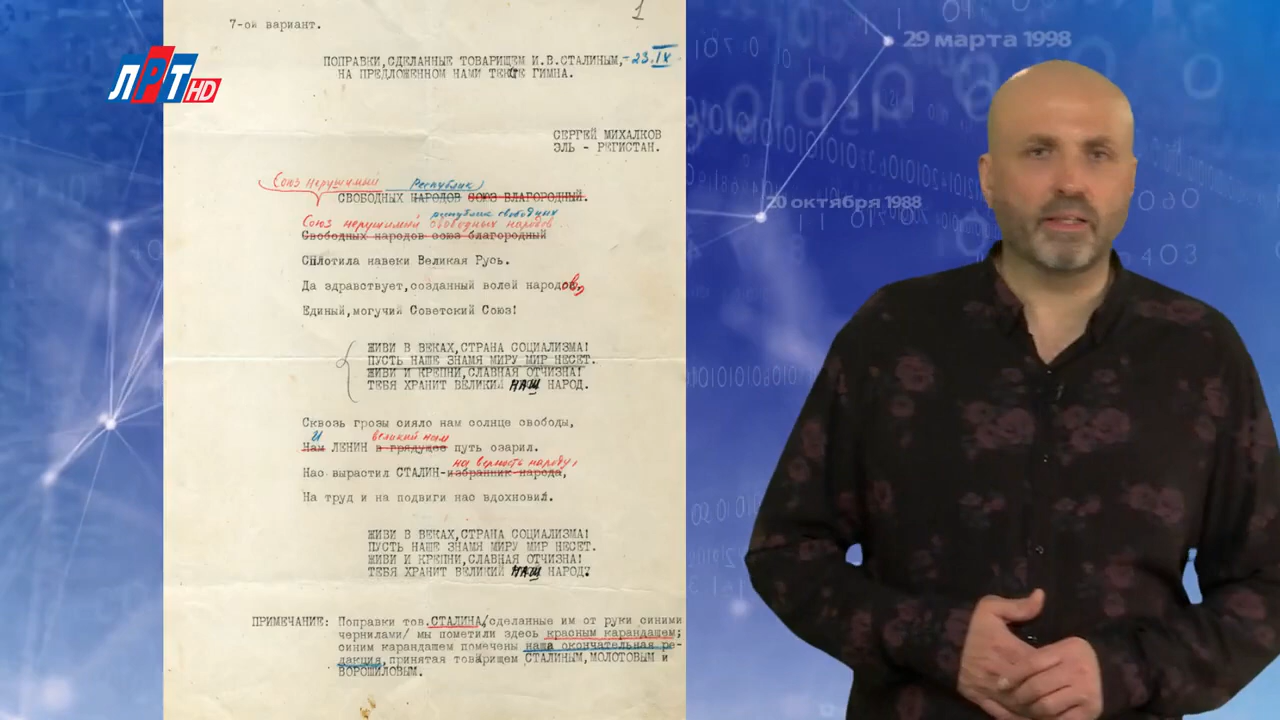 1
7-ой вариант.
ПОПРАВКИ,СДЕЛАННЫЕ ТОВАРИЩЕМ И.В.СТАЛИНЫМ,-23.IX
НА ПРЕДЛОЖЕННОМ НАМИ ТЕКСТЕ ГИМНА.
ЛРТ HD
СЕРГЕЙ МИХАЛКОВ
ЭЛЬ - РЕГИСТАН.
Союз нерушимый Республик
СВОБОДНЫХ НАРОДОВ СОЮЗ БЛАГОРОДНЫЙ.
республик свободных
Союз нерушимый свободных народов.
Свободных народов союз благородный
Сплотила навеки Великая Русь.
Да здравствует,созданный волей народов,
Единый,могучий Советский Союз!
ЖИВИ В ВЕКАХ,СТРАНА СОЦИАЛИЗМА!
ПУСТЬ НАШЕ ЗНАМЯ МИРУ МИР НЕСЕТ.
ЖИВИ И КРЕПНИ,СЛАВНАЯ ОТЧИЗНА!
ТЕБЯ ХРАНИТ ВЕЛИКИЙ НАШ НАРОД.
Сквозь грозы сияло нам солнце свободы,
И великий нам
Нам ЛЕНИН в грядущее путь озарил.
на верность народу,
Нас вырастил СТАЛИН-избранник народа,
На труд и на подвиги нас вдохновил.
ЖИВИ В ВЕКАХ,СТРАНА СОЦИАЛИЗМА!
ПУСТЬ НАШЕ ЗНАМЯ МИРУ МИР НЕСЕТ.
ЖИВИ И КРЕПНИ,СЛАВНАЯ ОТЧИЗНА!
ТЕБЯ ХРАНИТ ВЕЛИКИЙ НАШ НАРОД.
ПРИМЕЧАНИЕ: Поправки тов.СТАЛИНА/сделанные им от руки синими
чернилами/ мы пометили здесь красным карандашем;
синим карандашем помечены наша окончательная ре-
дакция,принятая товарищем СТАЛИНЫМ,МОЛОТОВЫМ и
ВОРОШИЛОВЫМ.
29 марта 1998
20 октября 1988